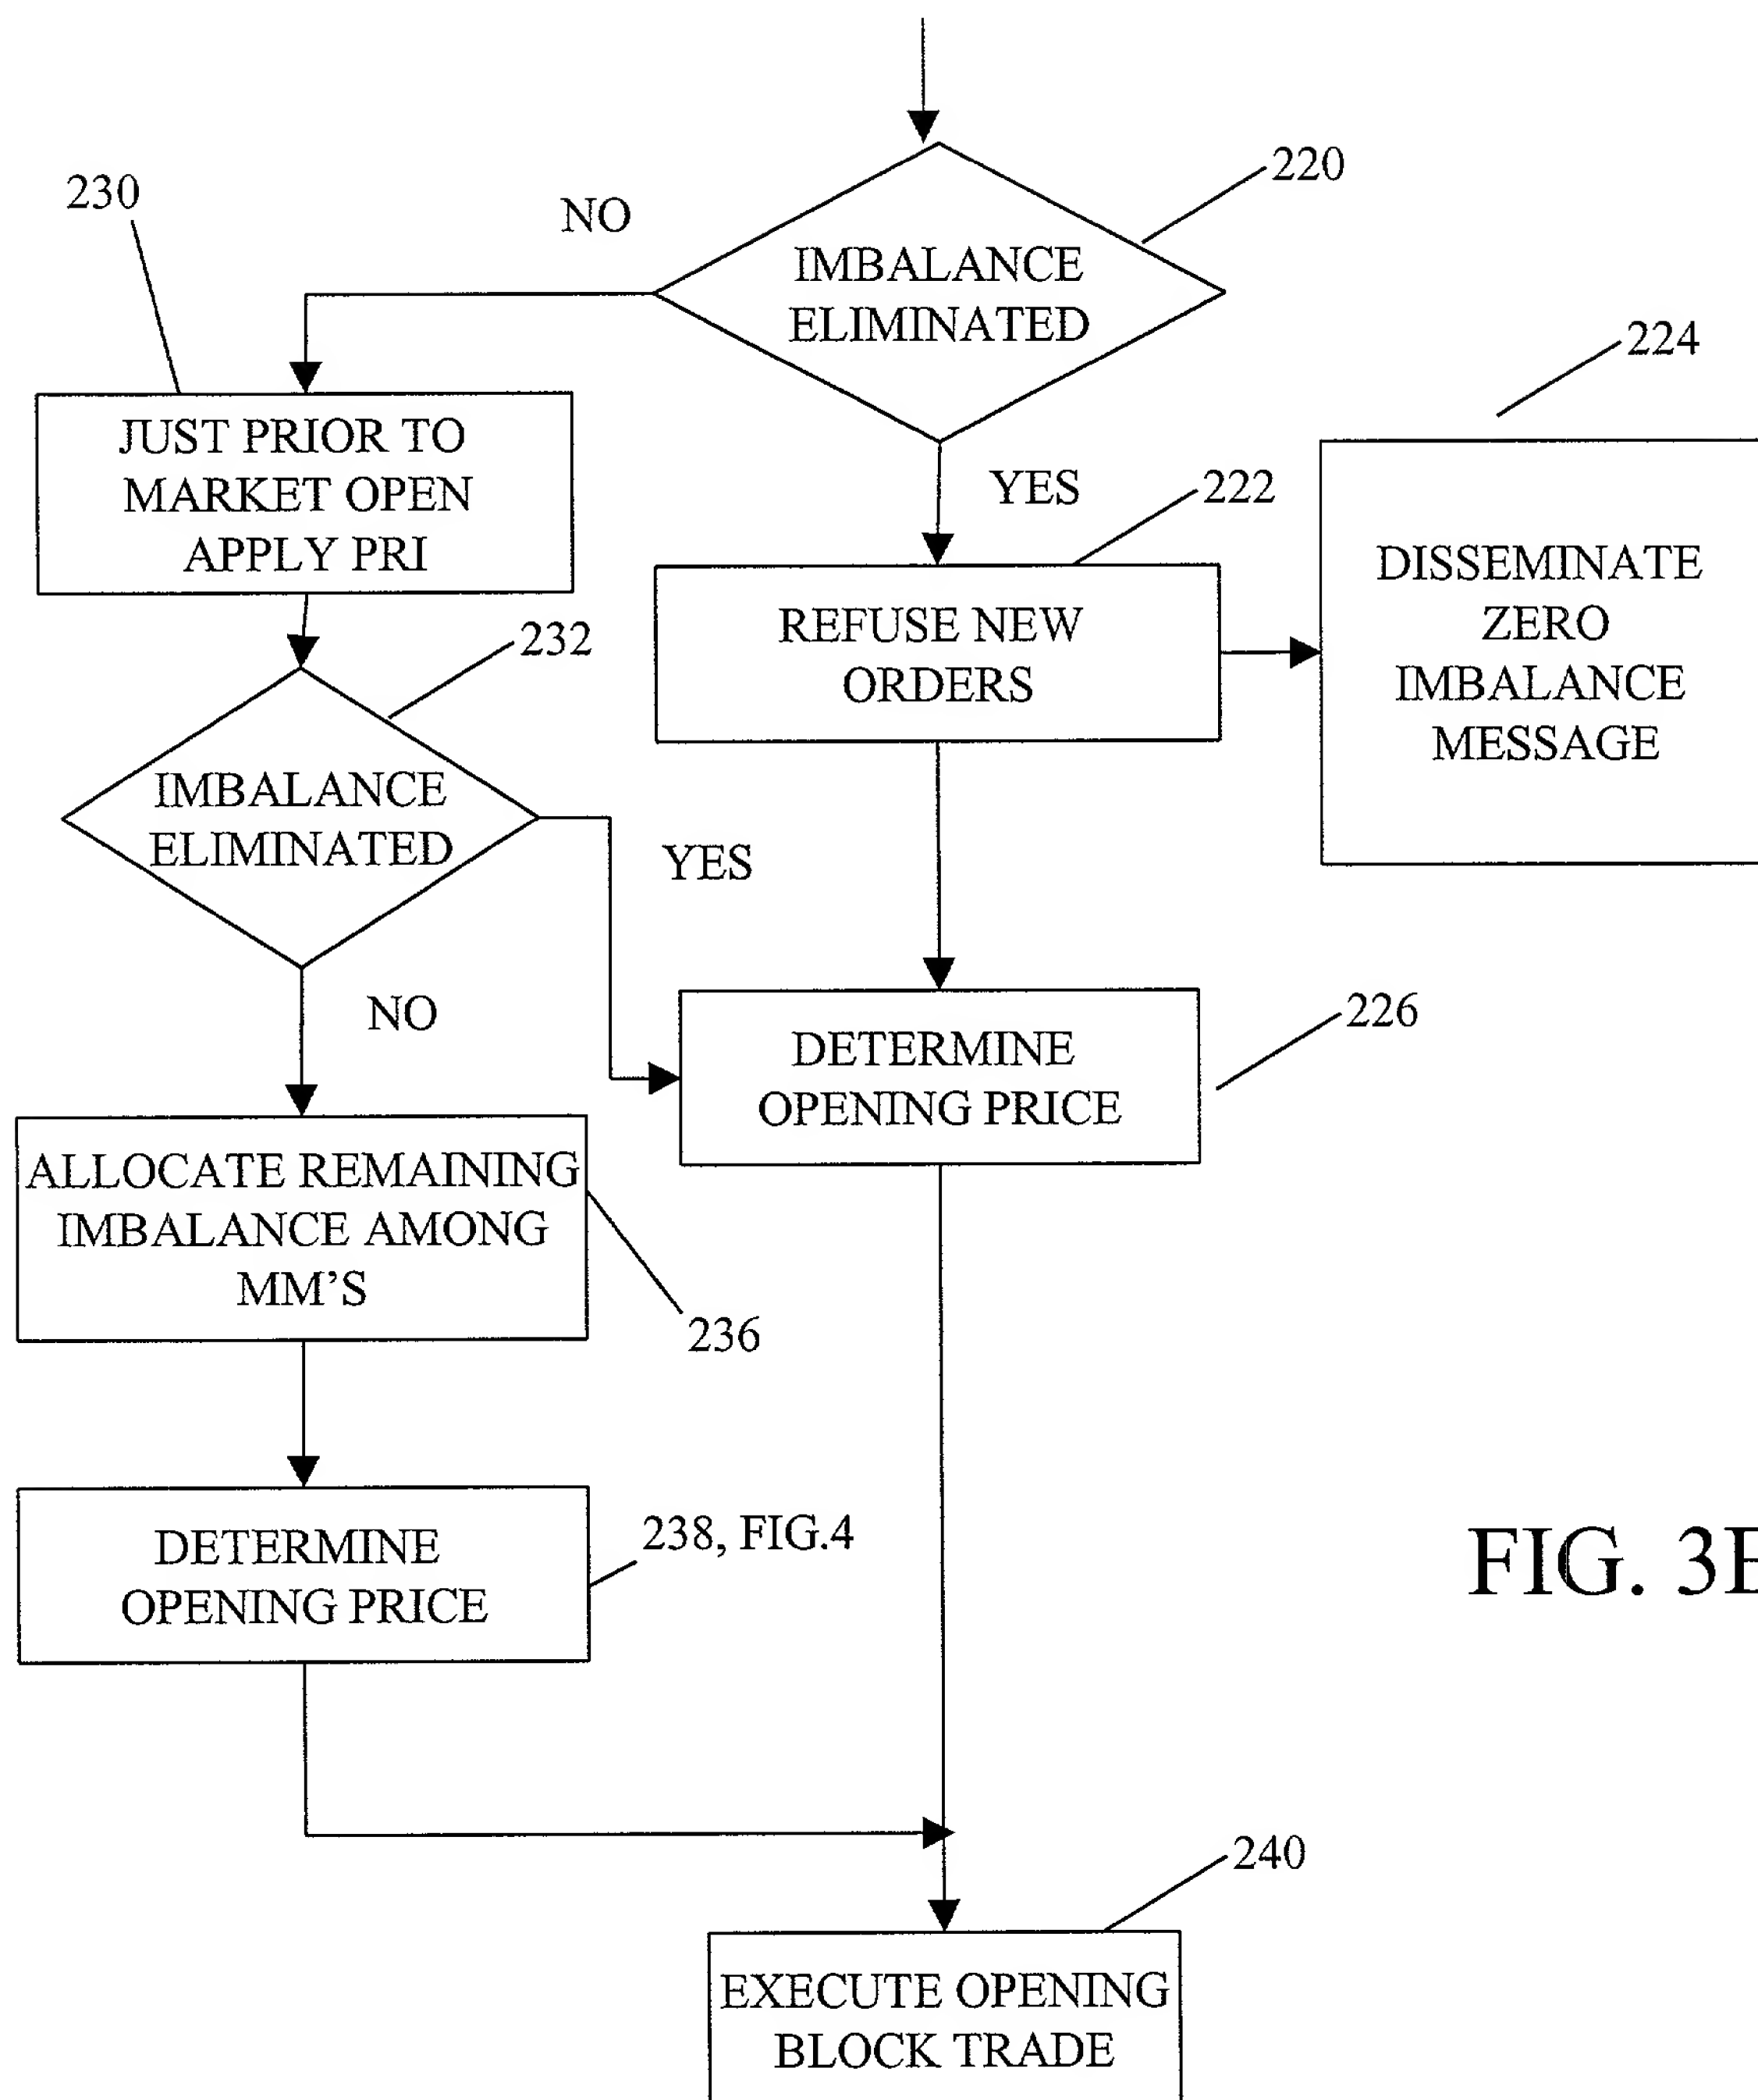 220
230
NO
IMBALANCE
ELIMINATED
224
JUST PRIOR TO
MARKET OPEN
APPLY PRI
YES
222
DISSEMINATE
ZERO
IMBALANCE
MESSAGE
REFUSE NEW
ORDERS
232
IMBALANCE
ELIMINATED
YES
NO
226
DETERMINE
OPENING PRICE
ALLOCATE REMAINING
IMBALANCE AMONG
MM'S
236
DETERMINE
OPENING PRICE
238, FIG.4
FIG.
240
EXECUTE OPENING
BLOCK TRADE